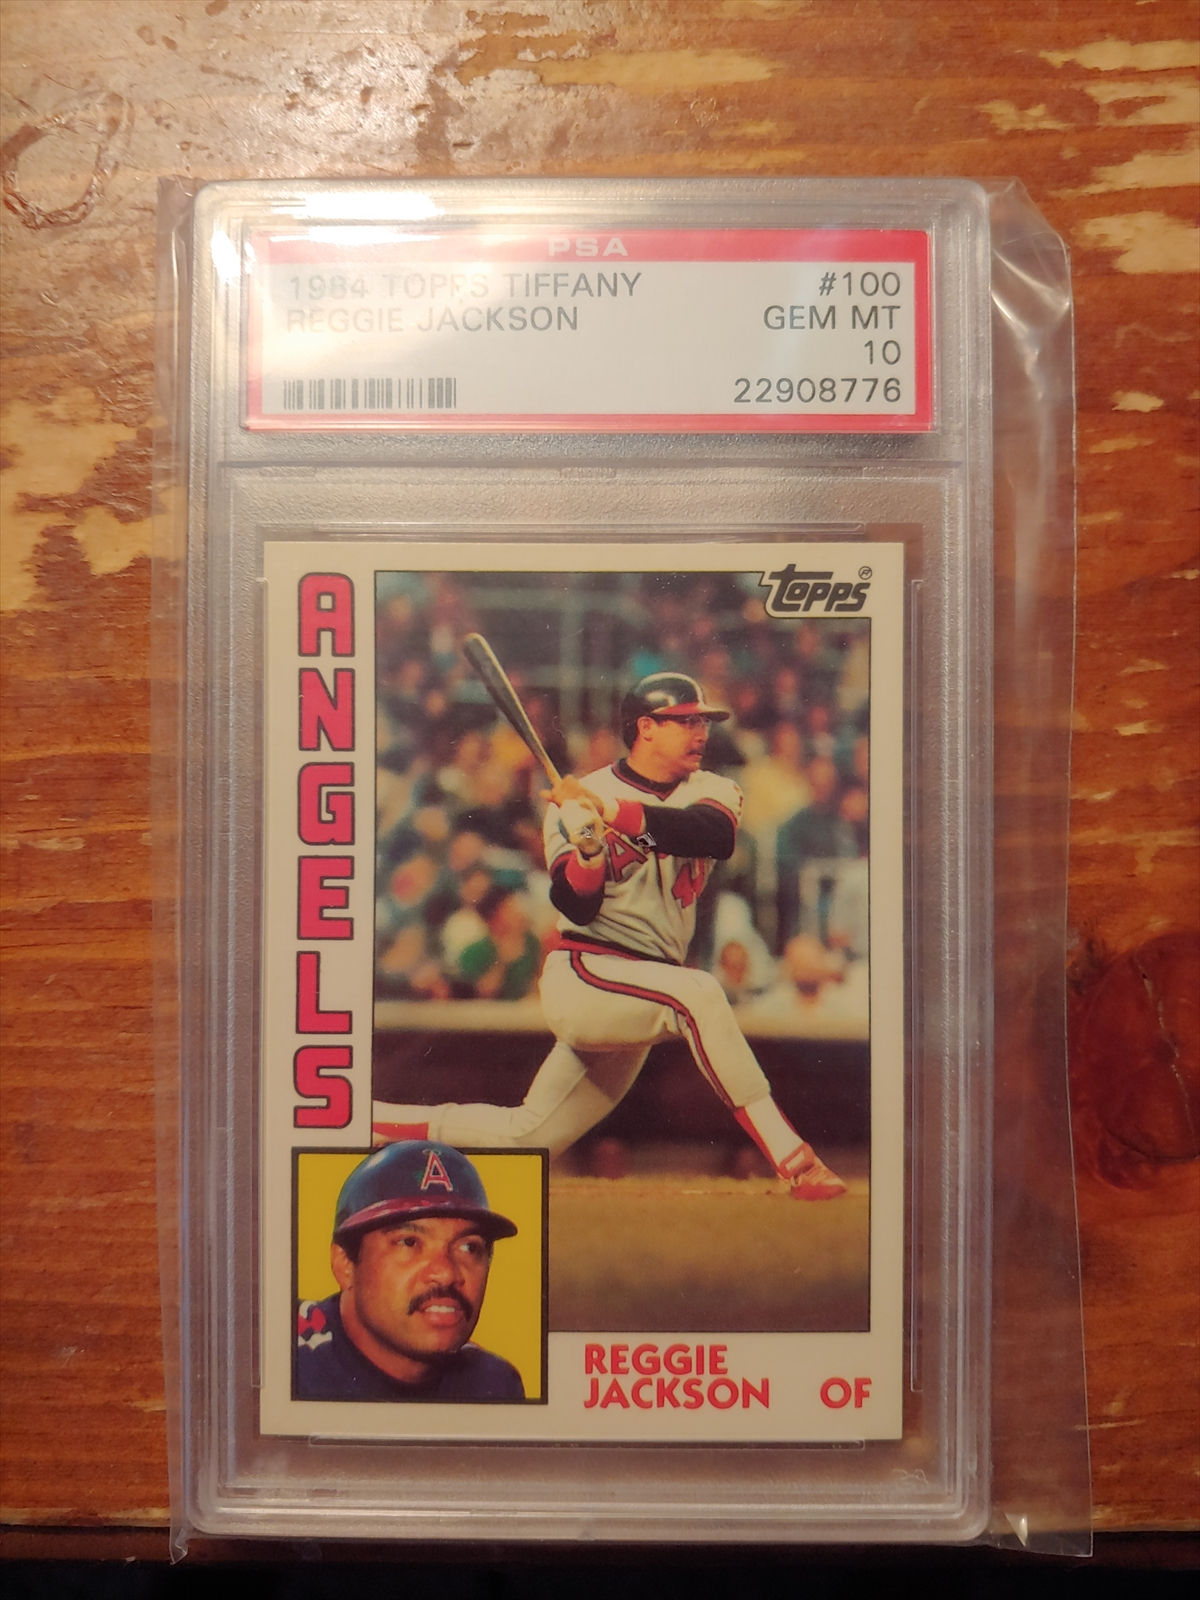 PSA
1984 TOPPS TIFFANY #100
REGGIE JACKSON GEM MT
10
22908776
topps®
ANGELS
A
A
REGGIE
JACKSON OF